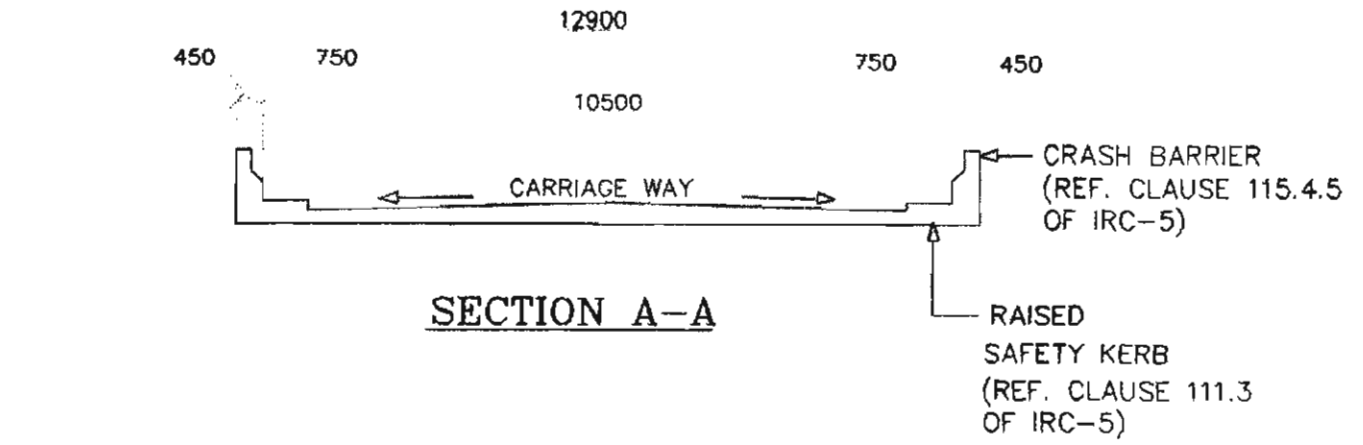 12900
450 750 750 450
10500
CARRIAGE WAY
CRASH BARRIER
(REF. CLAUSE 115.4.5
OF IRC-5)
SECTION A-A
RAISED
SAFETY KERB
(REF. CLAUSE 111.3
OF IRC-5)